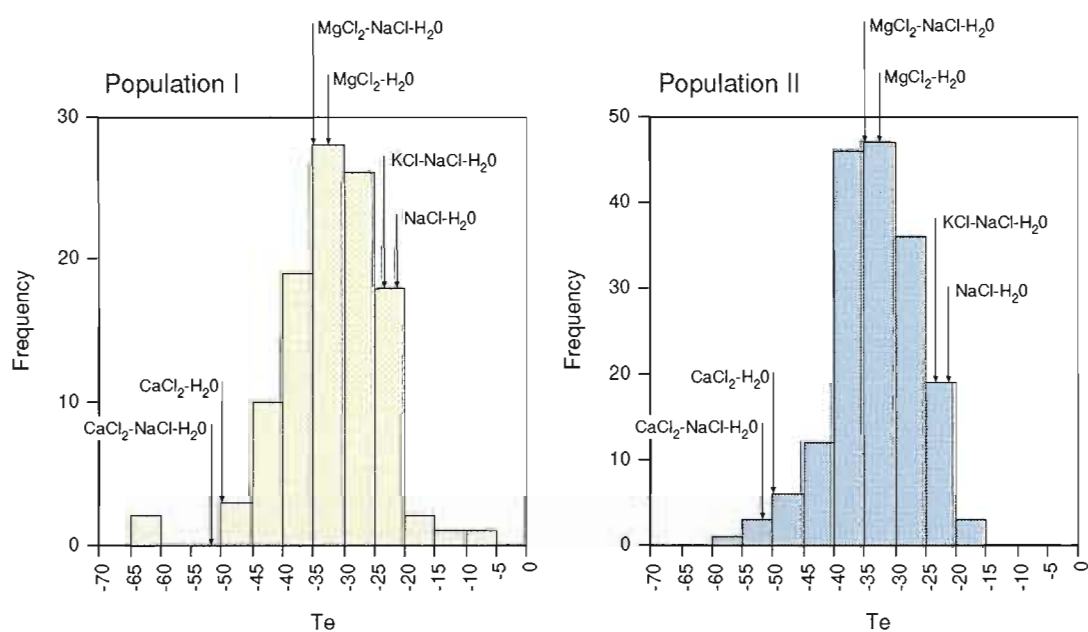 MgCl₂-NaCl-H₂0
MgCl₂-H₂0
Population I
30
KCl-NaCl-H₂0
NaCl-H₂0
20
Frequency
CaCl₂-H₂0
10
CaCl₂-NaCl-H₂0
0
-70 -65 -60 -55 -50 -45 -40 -35 -30 -25 -20 -15 -10 -5 0
Te
MgCl₂-NaCl-H₂0
MgCl₂-H₂0
Population II
50
40
KCl-NaCl-H₂0
30
NaCl-H₂0
Frequency
20
CaCl₂-H₂0
CaCl₂-NaCl-H₂0
10
0
-70 -65 -60 -55 -50 -45 -40 -35 -30 -25 -20 -15 -10 -5 0
Te